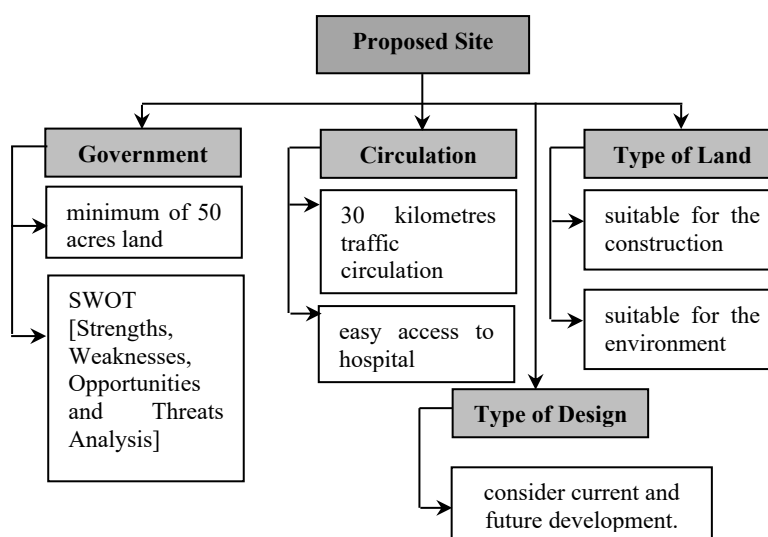 Proposed Site
Government
minimum of 50
acres land
SWOT
[Strengths,
Weaknesses,
Opportunities
and Threats
Analysis]
Circulation
30 kilometres
traffic
circulation
easy access to
hospital
Type of Land
suitable for the
construction
suitable for the
environment
Type of Design
consider current and
future development.